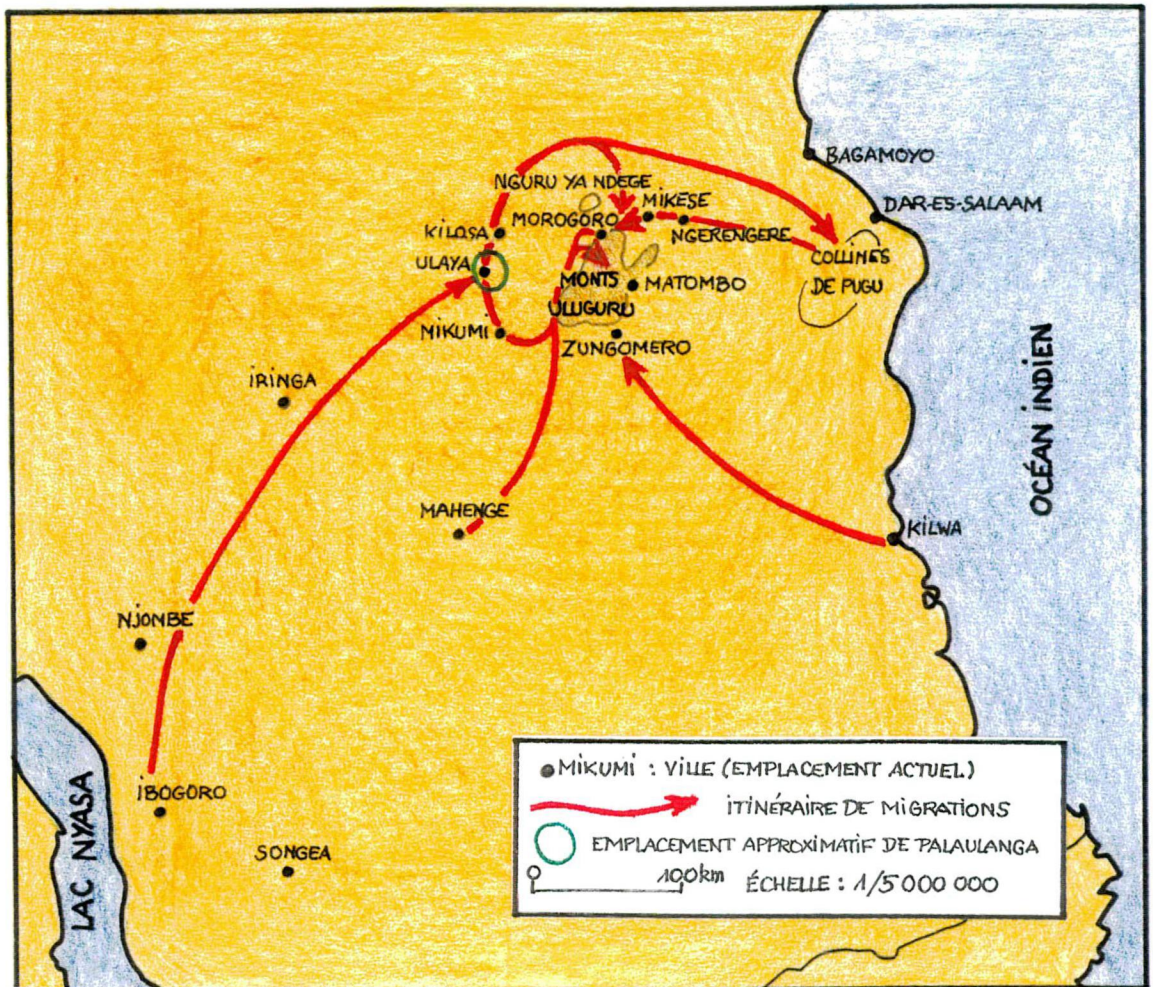 BAGAMOYO
NGURU YA NDEGE
MIKESE
DAR-ES-SALAAM
MOROGORO
KILOSA
NGERENGERE
COLLINES
DE PUGU
ULAYA
MONTS
ULUGURU
MATOMBO
MIKUMI
ZUNGOMERO
IRINGA
OCÉAN INDIEN
MAHENGE
KILWA
NJOMBE
IBOGORO
SONGEA
LAC NYASA
MIKUMI : VILLE (EMPLACEMENT ACTUEL)
ITINÉRAIRE DE MIGRATIONS
EMPLACEMENT APPROXIMATIF DE PALAULANGA
100km ÉCHELLE : 1/5 000 000